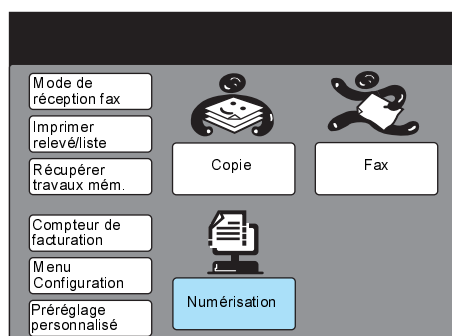 Mode de
réception fax
Imprimer
relevé/liste
Récupérer
travaux mém.
Copie
Fax
Compteur de
facturation
Menu
Configuration
Préréglage
personnalisé
Numérisation